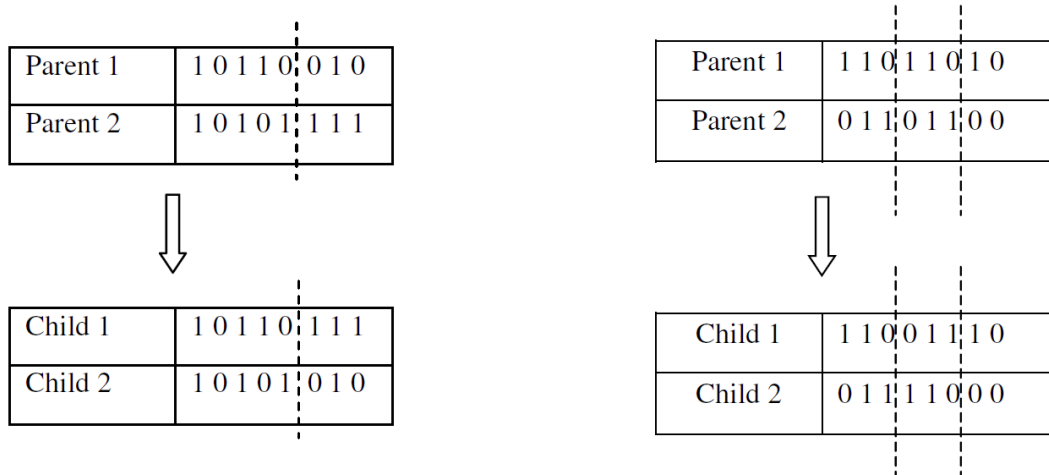 Parent 1 1 0 1 1 0 0 1 0
Parent 2 1 0 1 0 1 1 1 1
Child 1 1 0 1 1 0 1 1 1
Child 2 1 0 1 0 1 0 1 0
Parent 1 1 1 0 1 1 0 1 0
Parent 2 0 1 1 0 1 1 0 0
Child 1 1 1 0 0 1 1 1 0
Child 2 0 1 1 1 1 0 0 0